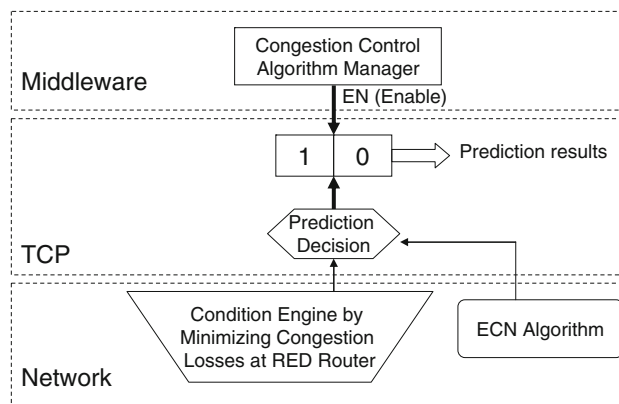 Congestion Control
Algorithm Manager
Middleware
EN (Enable)
1 0
Prediction results
Prediction
Decision
TCP
Condition Engine by
Minimizing Congestion
Losses at RED Router
ECN Algorithm
Network